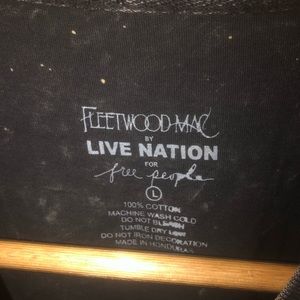 FLEETWOOD MAC
BY
LIVE NATION
FOR
free people
L
100% COTTON
MACHINE WASH COLD
DO NOT BLEACH
TUMBLE DRY LOW
DO NOT IRON DECORATION
MADE IN HONDURAS